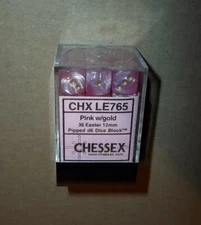 CHX LE765
Pink w/gold
36 Easter 12mm
Pipped d6 Dice Block™
CHESSEX